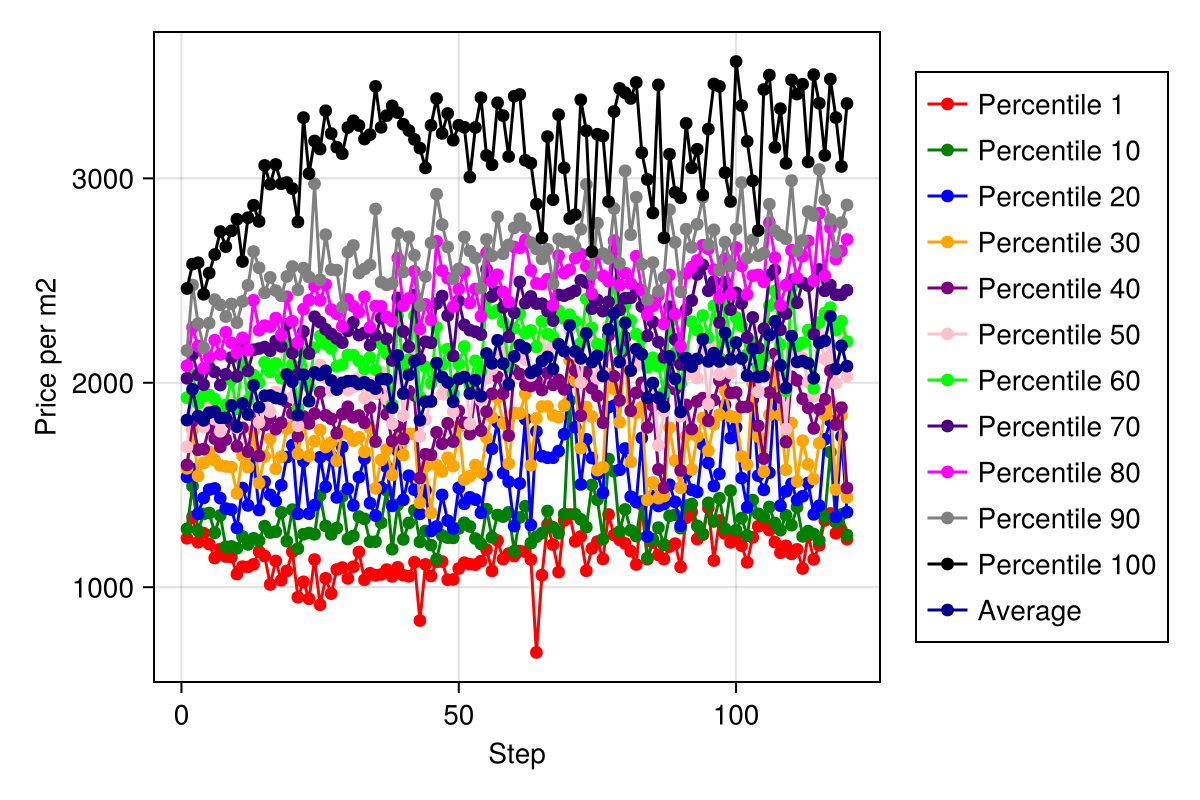 3000
2000
1000
Price per m2
0
50
100
Step
Percentile 1
Percentile 10
Percentile 20
Percentile 30
Percentile 40
Percentile 50
Percentile 60
Percentile 70
Percentile 80
Percentile 90
Percentile 100
Average